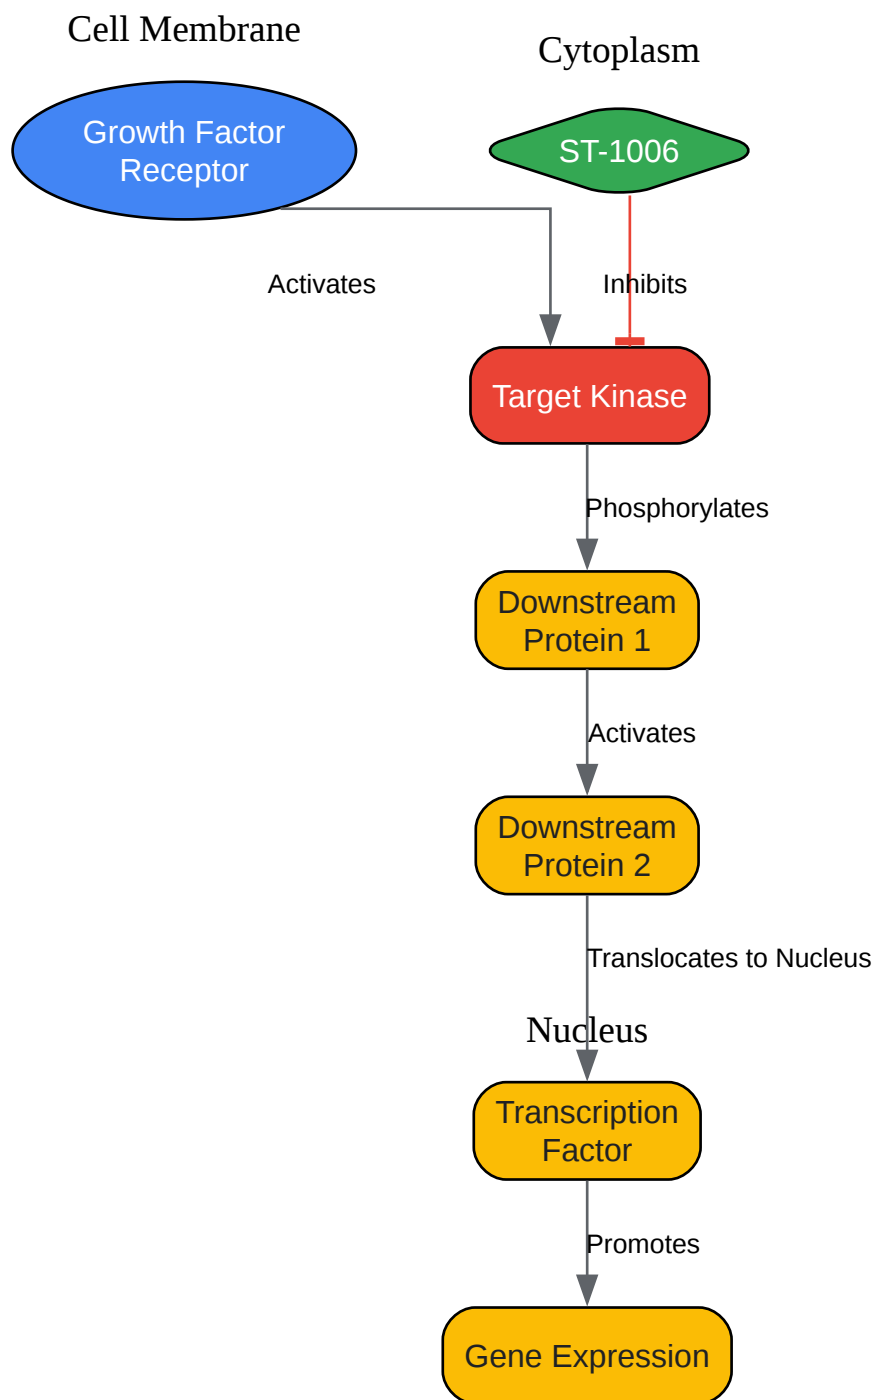 Cell Membrane
Cytoplasm
Growth Factor
Receptor
ST-1006
Activates
Inhibits
Target Kinase
Phosphorylates
Downstream
Protein 1
Activates
Downstream
Protein 2
Translocates to Nucleus
Nucleus
Transcription
Factor
Promotes
Gene Expression